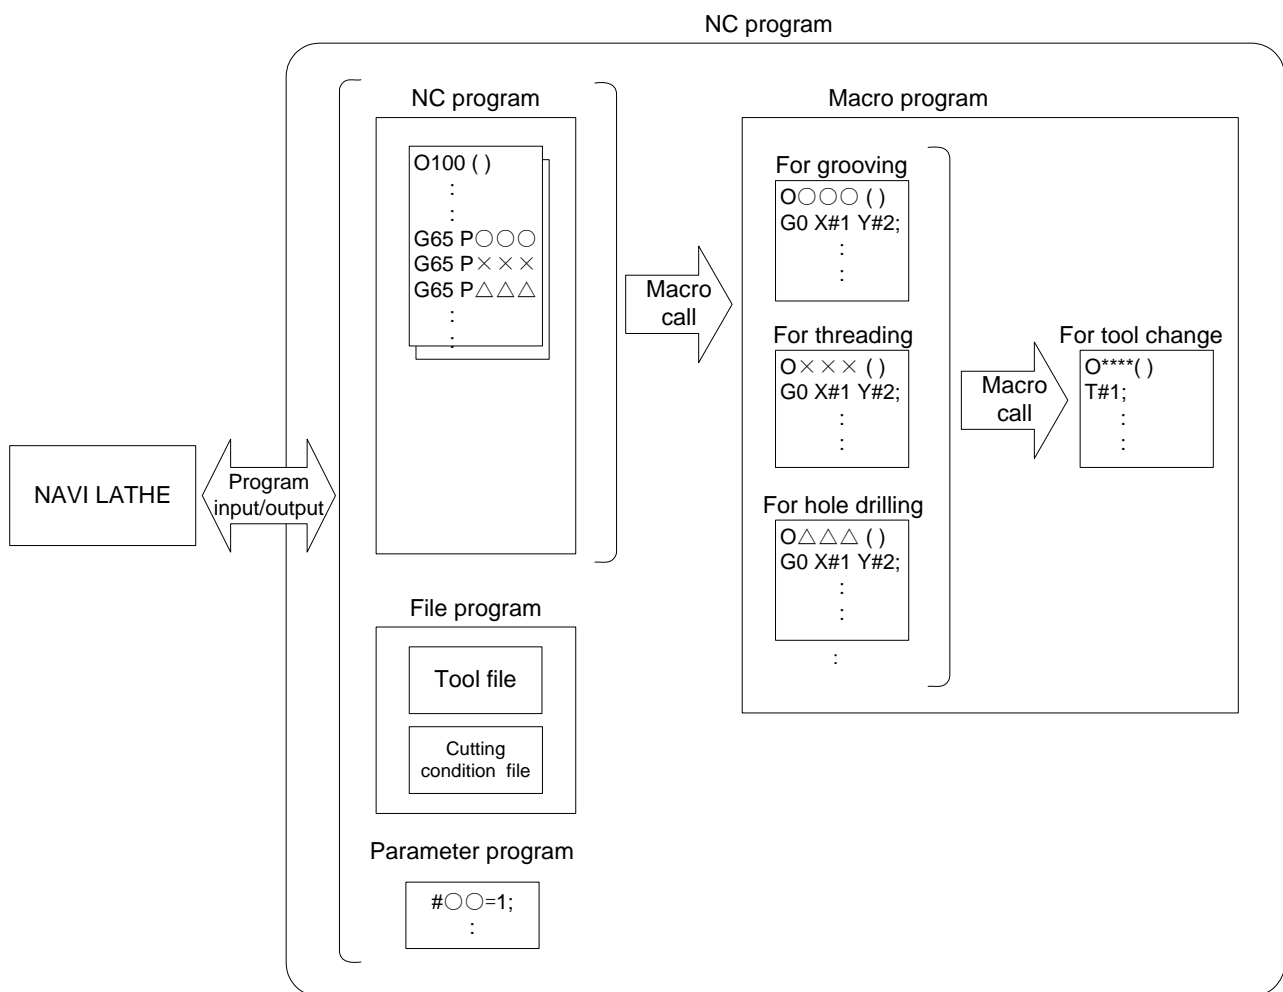 NC program
NC program
O100 ( )
:
:
G65 P○○○
G65 P×××
G65 P△△△
:
:
Macro
call
Macro program
For grooving
O○○○ ( )
G0 X#1 Y#2;
:
:
For threading
O××× ( )
G0 X#1 Y#2;
:
:
For hole drilling
O△△△ ( )
G0 X#1 Y#2;
:
:
:
Macro
call
For tool change
O****( )
T#1;
:
:
NAVI LATHE
Program
input/output
File program
Tool file
Cutting
condition file
Parameter program
#○○=1;
: